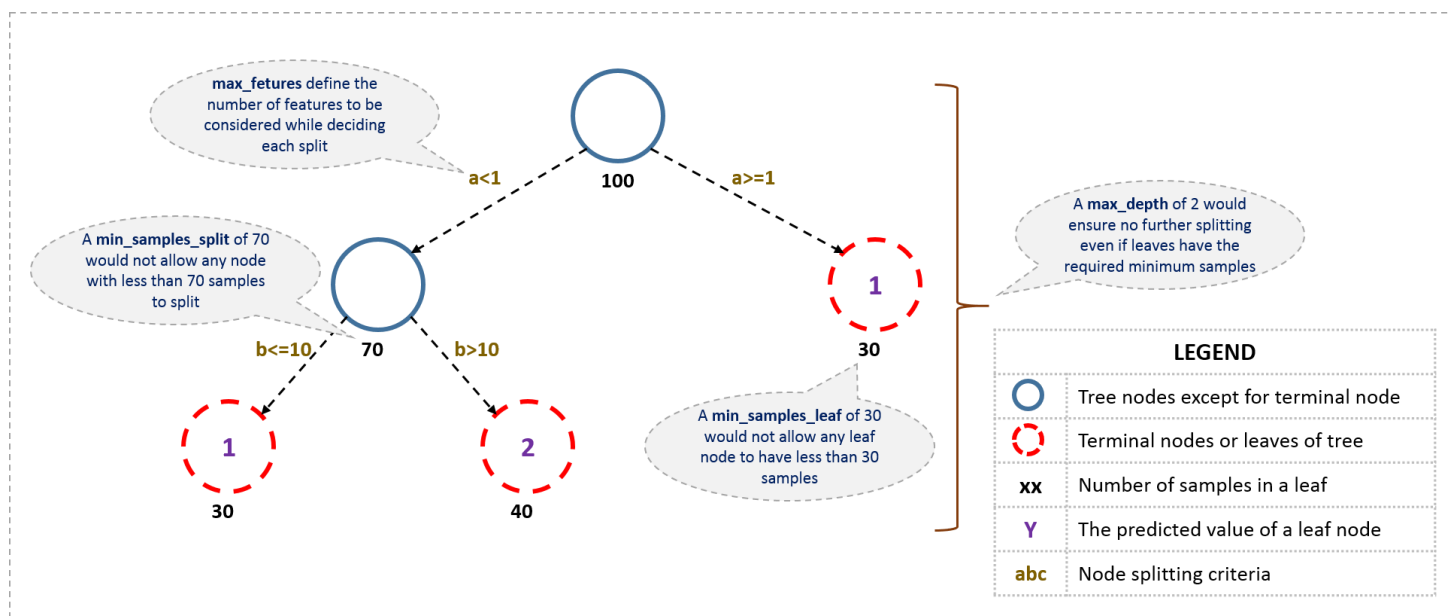 max_fetures define the
number of features to be
considered while deciding
each split
100
a<1
a>=1
A max_depth of 2 would
ensure no further splitting
even if leaves have the
required minimum samples
A min_samples_split of 70
would not allow any node
with less than 70 samples
to split
1
b<=10
70
b>10
30
A min_samples_leaf of 30
would not allow any leaf
node to have less than 30
samples
1
2
30
40
LEGEND
Tree nodes except for terminal node
Terminal nodes or leaves of tree
xx Number of samples in a leaf
Y The predicted value of a leaf node
abc Node splitting criteria